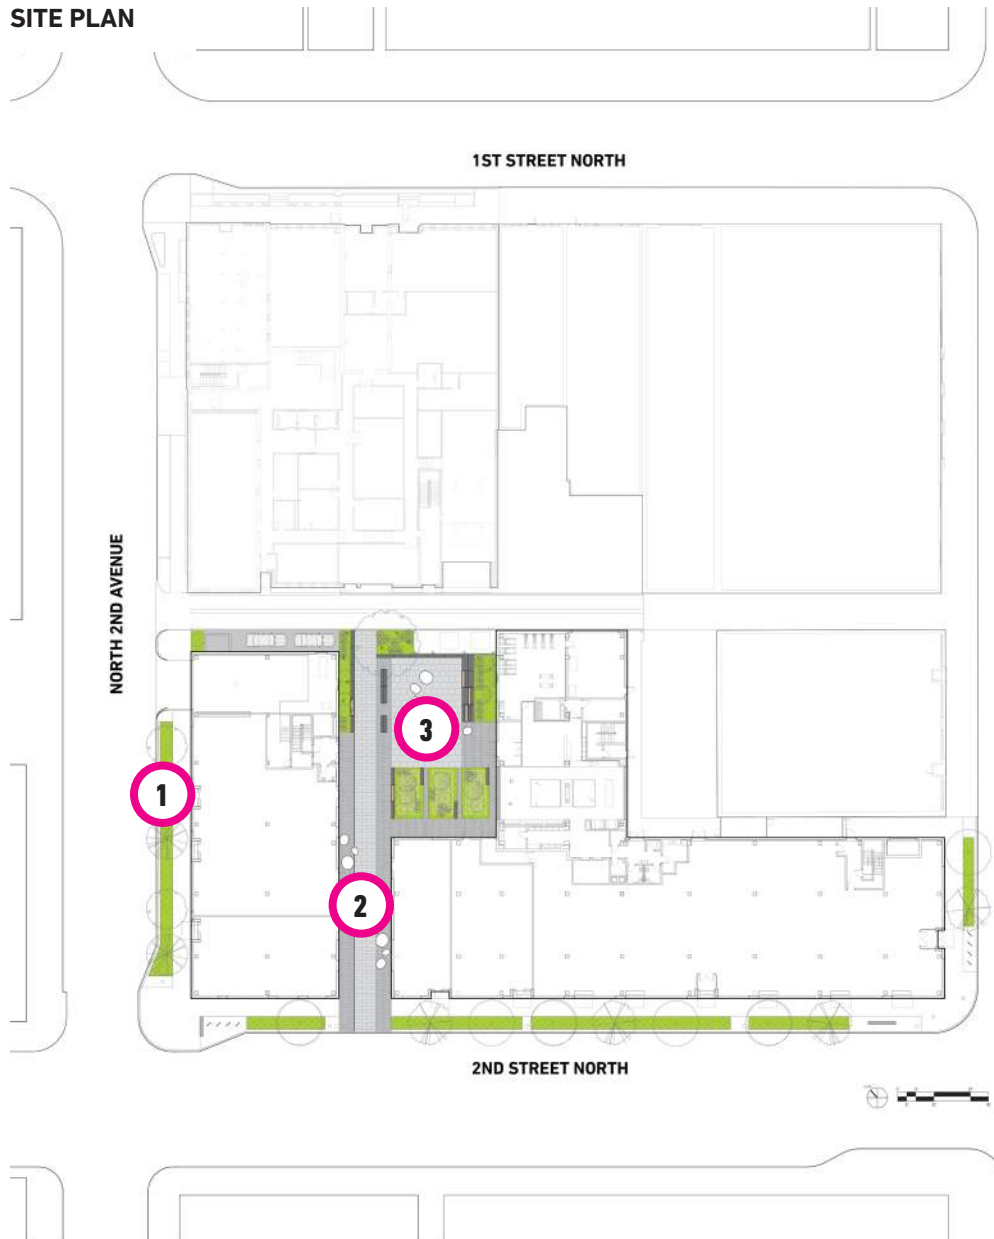 SITE PLAN
1ST STREET NORTH
NORTH 2ND AVENUE
3
1
2
2ND STREET NORTH